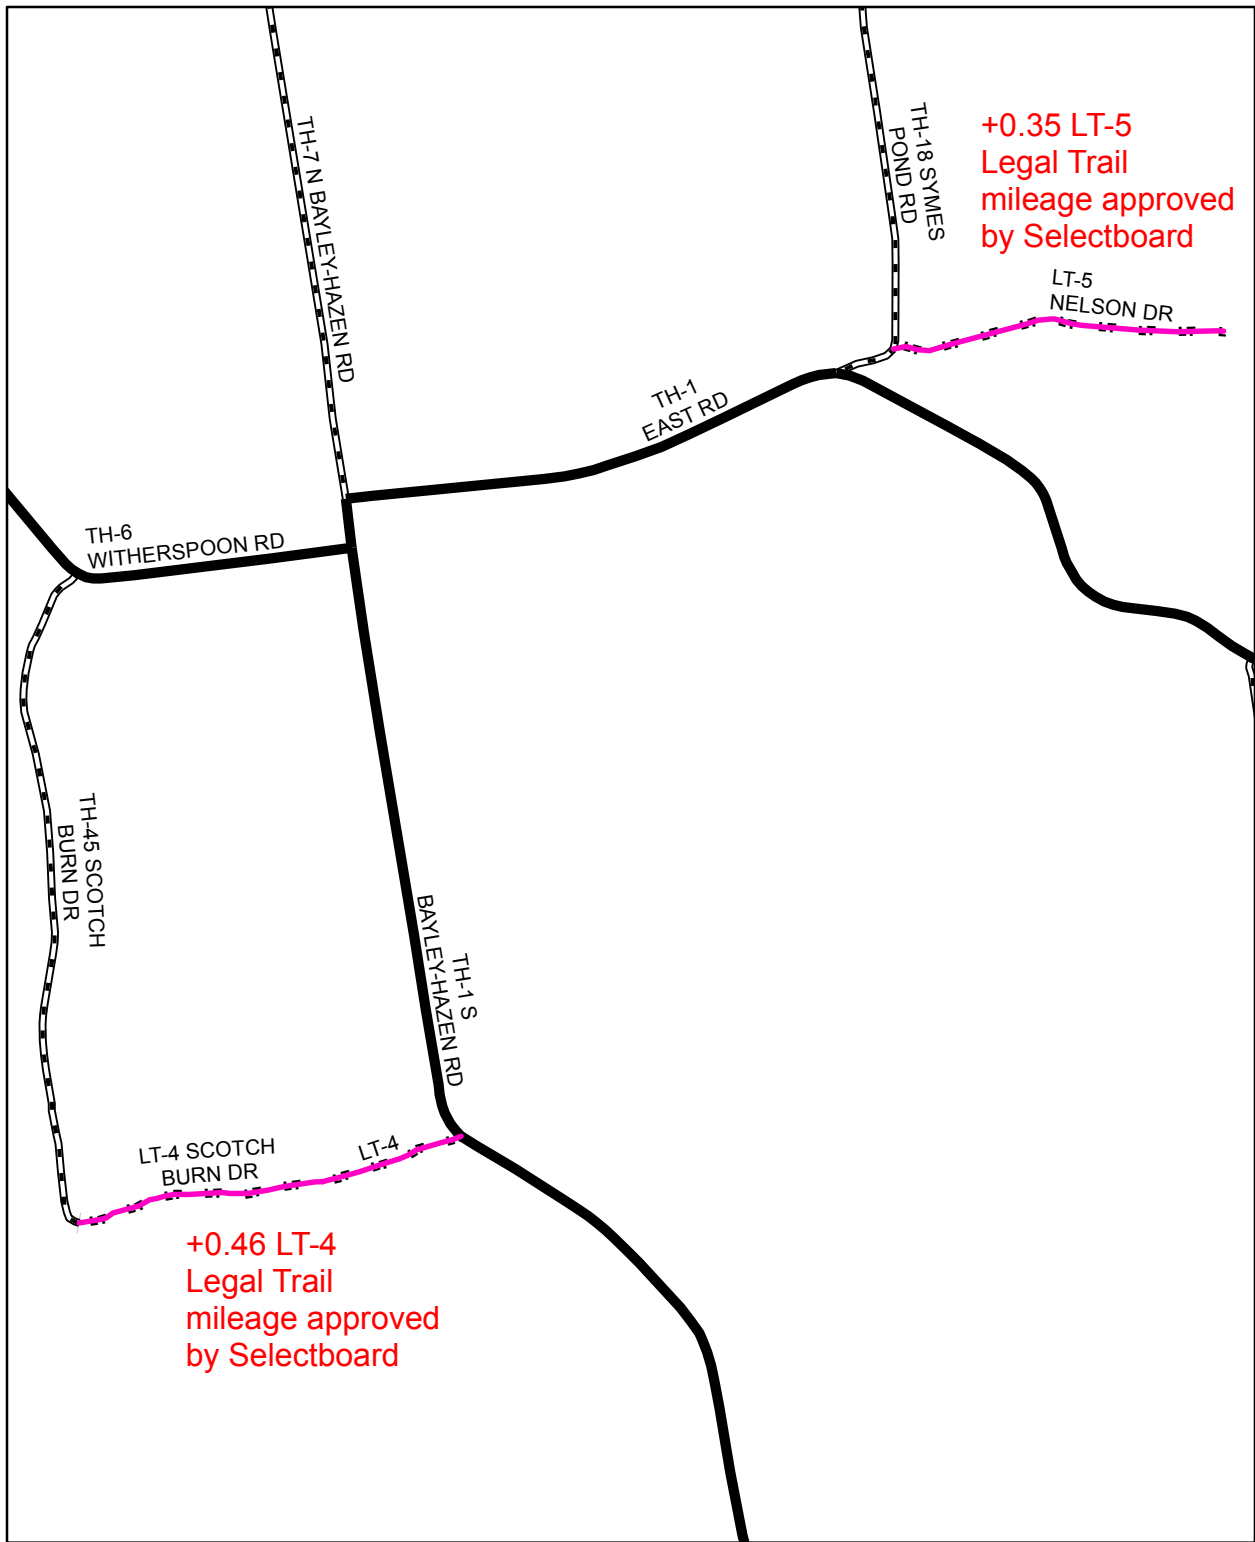 TH-7 N BAYLEY-HAZEN RD
TH-18 SYMES
POND RD
+0.35 LT-5
Legal Trail
mileage approved
by Selectboard
LT-5
NELSON DR
TH-1
EAST RD
TH-6
WITHERSPOON RD
TH-45 SCOTCH
BURN DR
TH-1 S
BAYLEY-HAZEN RD
LT-4 SCOTCH
BURN DR
LT-4
+0.46 LT-4
Legal Trail
mileage approved
by Selectboard